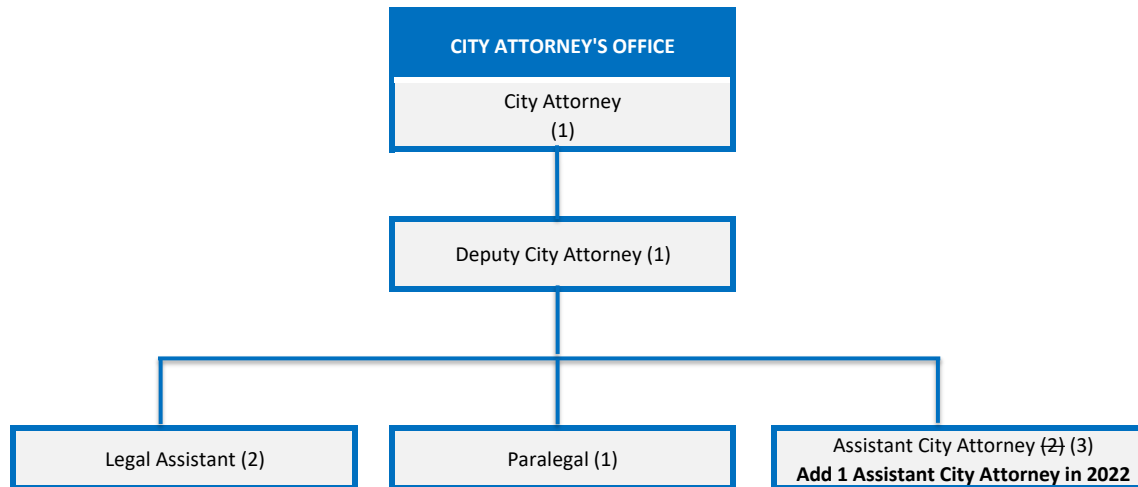 CITY ATTORNEY'S OFFICE
City Attorney
(1)
Deputy City Attorney (1)
Legal Assistant (2)
Paralegal (1)
Assistant City Attorney (2) (3)
Add 1 Assistant City Attorney in 2022